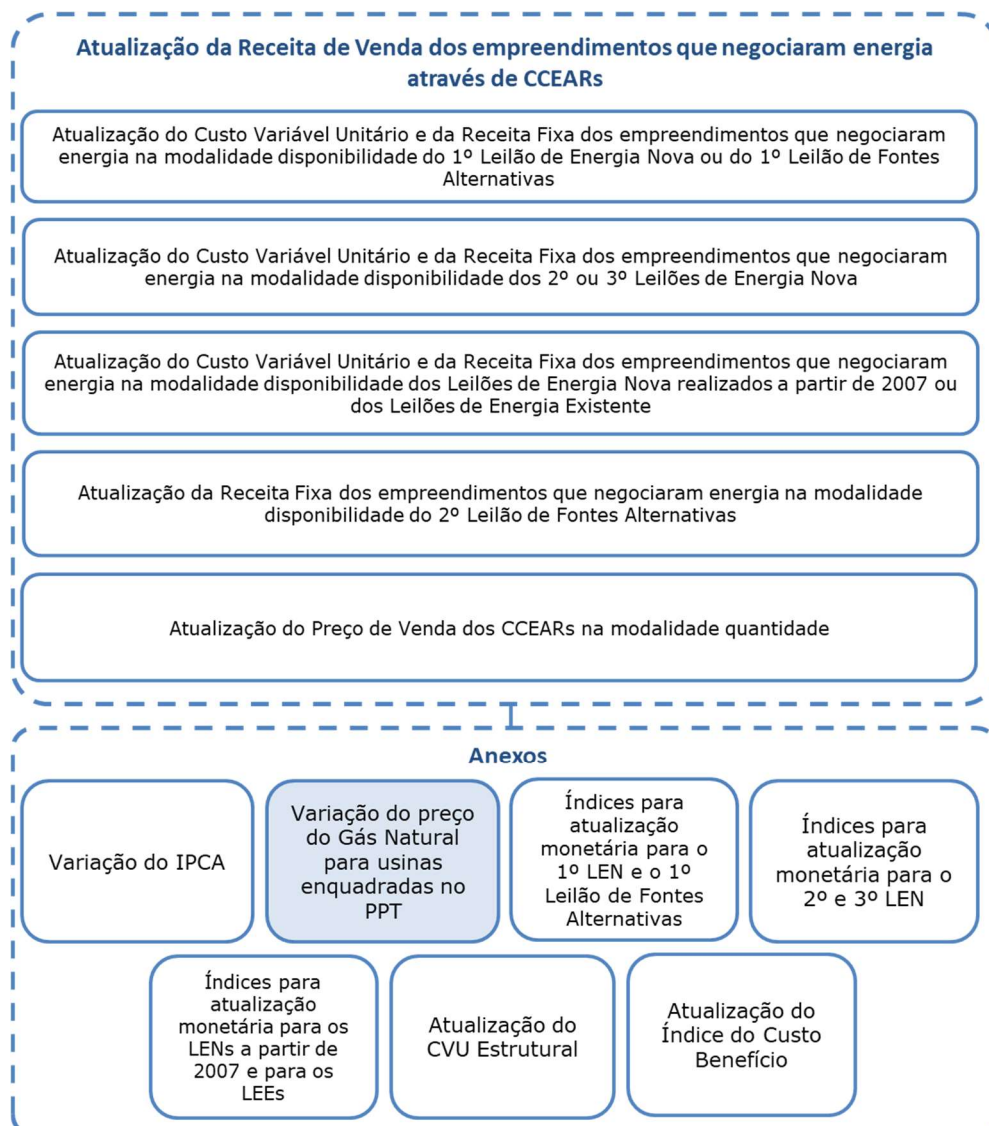 Atualização da Receita de Venda dos empreendimentos que negociaram energia
através de CCEARs
Atualização do Custo Variável Unitário e da Receita Fixa dos empreendimentos que negociaram
energia na modalidade disponibilidade do 1º Leilão de Energia Nova ou do 1º Leilão de Fontes
Alternativas
Atualização do Custo Variável Unitário e da Receita Fixa dos empreendimentos que negociaram
energia na modalidade disponibilidade dos 2º ou 3º Leilões de Energia Nova
Atualização do Custo Variável Unitário e da Receita Fixa dos empreendimentos que negociaram
energia na modalidade disponibilidade dos Leilões de Energia Nova realizados a partir de 2007 ou
dos Leilões de Energia Existente
Atualização da Receita Fixa dos empreendimentos que negociaram energia na modalidade
disponibilidade do 2º Leilão de Fontes Alternativas
Atualização do Preço de Venda dos CCEARs na modalidade quantidade
Anexos
Variação do IPCA
Variação do preço
do Gás Natural
para usinas
enquadradas no
PPT
Índices para
atualização
monetária para o
1º LEN e o 1º
Leilão de Fontes
Alternativas
Índices para
atualização
monetária para o
2º e 3º LEN
Índices para
atualização
monetária para os
LENs a partir de
2007 e para os
LEEs
Atualização do
CVU Estrutural
Atualização do
Índice do Custo
Benefício